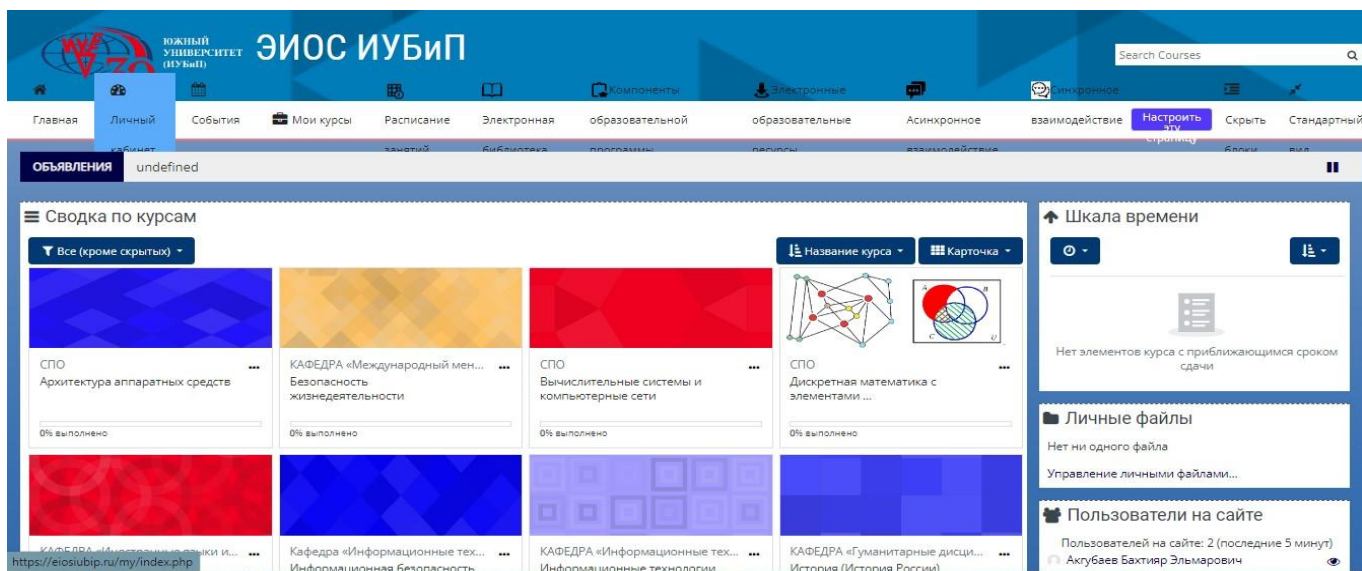 ЮЖНЫЙ
УНИВЕРСИТЕТ
(ИУБиП)
ЭИОС ИУБиП
Search Courses
Главная
Личный
кабинет
События
Мои курсы
Расписание
занятий
Электронная
библиотека
Компоненты
образовательной
программы
Электронные
образовательные
ресурсы
Асинхронное
взаимодействие
Синхронное
взаимодействие
Настроить
эту
страницу
Скрыть
блоки
Стандартный
вид
ОБЪЯВЛЕНИЯ undefined
Сводка по курсам
Все (кроме скрытых)
Название курса
Карточка
СПО
Архитектура аппаратных средств
0% выполнено
КАФЕДРА «Международный мен...
Безопасность
жизнедеятельности
0% выполнено
СПО
Вычислительные системы и
компьютерные сети
0% выполнено
A B
C U
СПО
Дискретная математика с
элементами ...
0% выполнено
КАФЕДРА «Иностранные языки и...
Кафедра «Информационные тех...
Информационная безопасность
КАФЕДРА «Информационные тех...
Информационные технологии
КАФЕДРА «Гуманитарные дисци...
История (История России)
Шкала времени
Нет элементов курса с приближающимся сроком
сдачи
Личные файлы
Нет ни одного файла
Управление личными файлами...
Пользователи на сайте
Пользователей на сайте: 2 (последние 5 минут)
Акгубаев Бахтияр Эльмарович
https://eiosiubip.ru/my/index.php